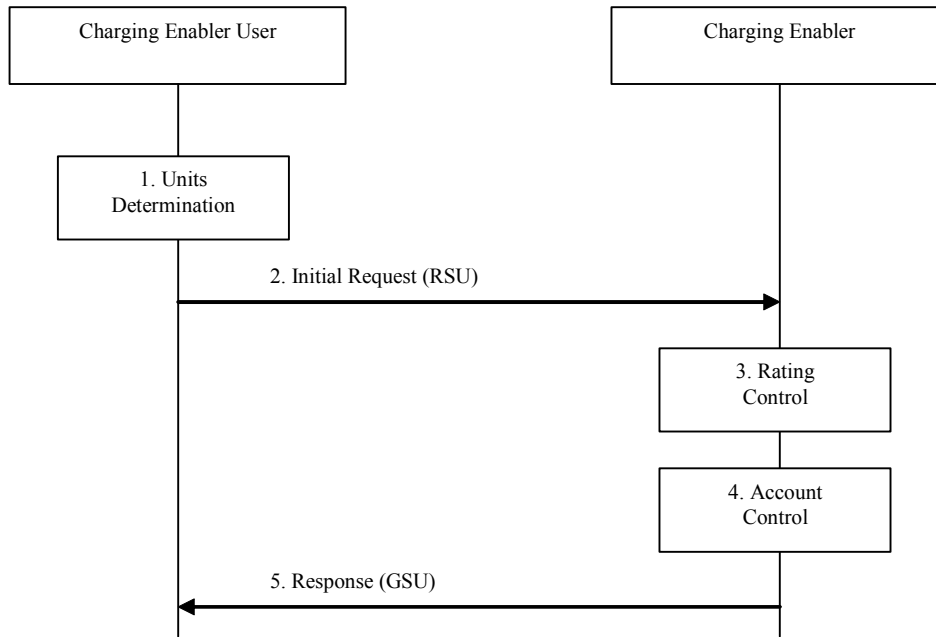 Charging Enabler User
Charging Enabler
1. Units
Determination
2. Initial Request (RSU)
3. Rating
Control
4. Account
Control
5. Response (GSU)